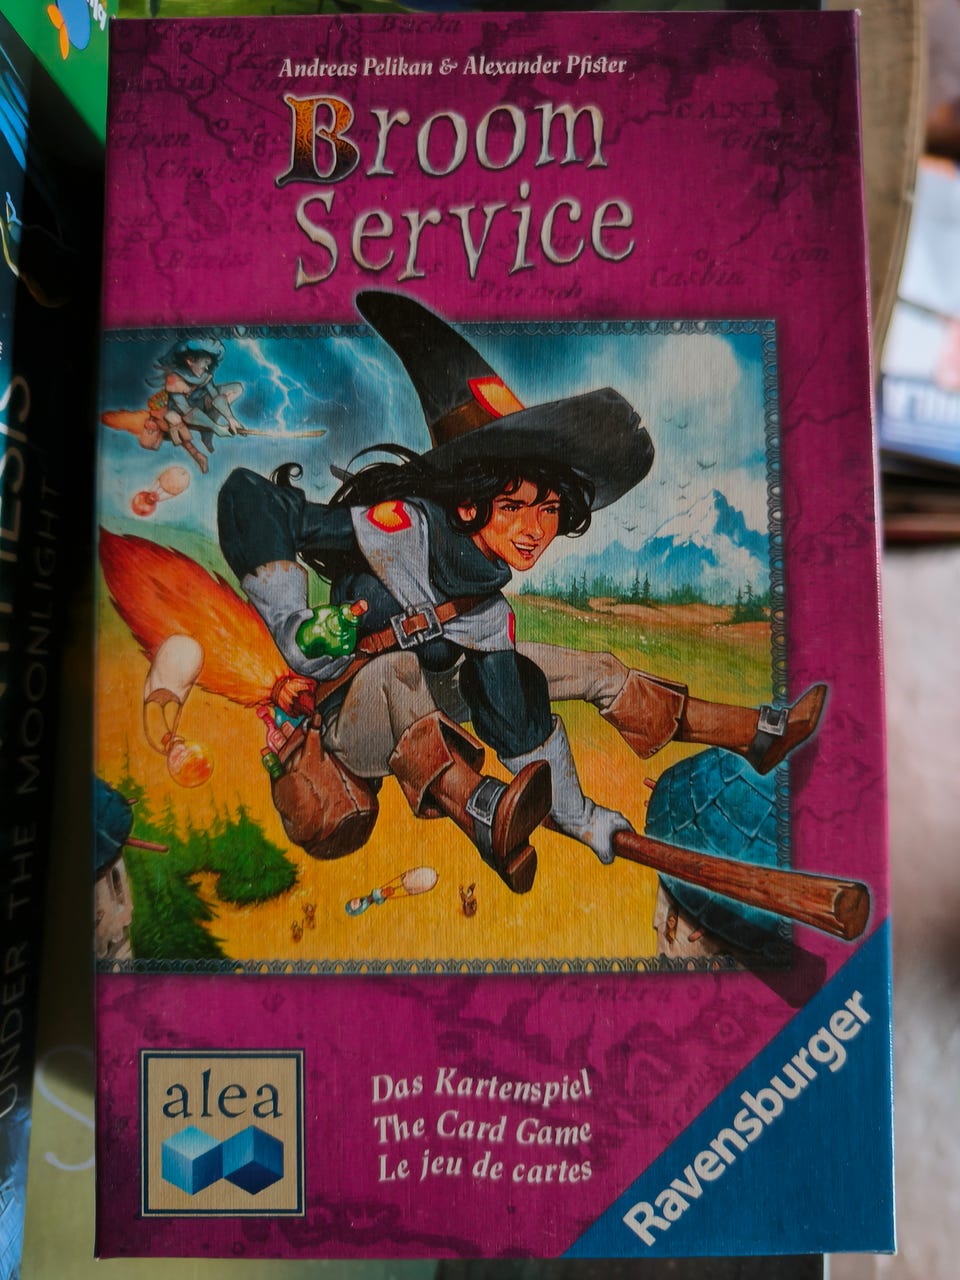 Andreas Pelikan & Alexander Pfister
Broom
Service
alea
Das Kartenspiel
The Card Game
Le jeu de cartes
Ravensburger
UNDER THE MOONLIGHT